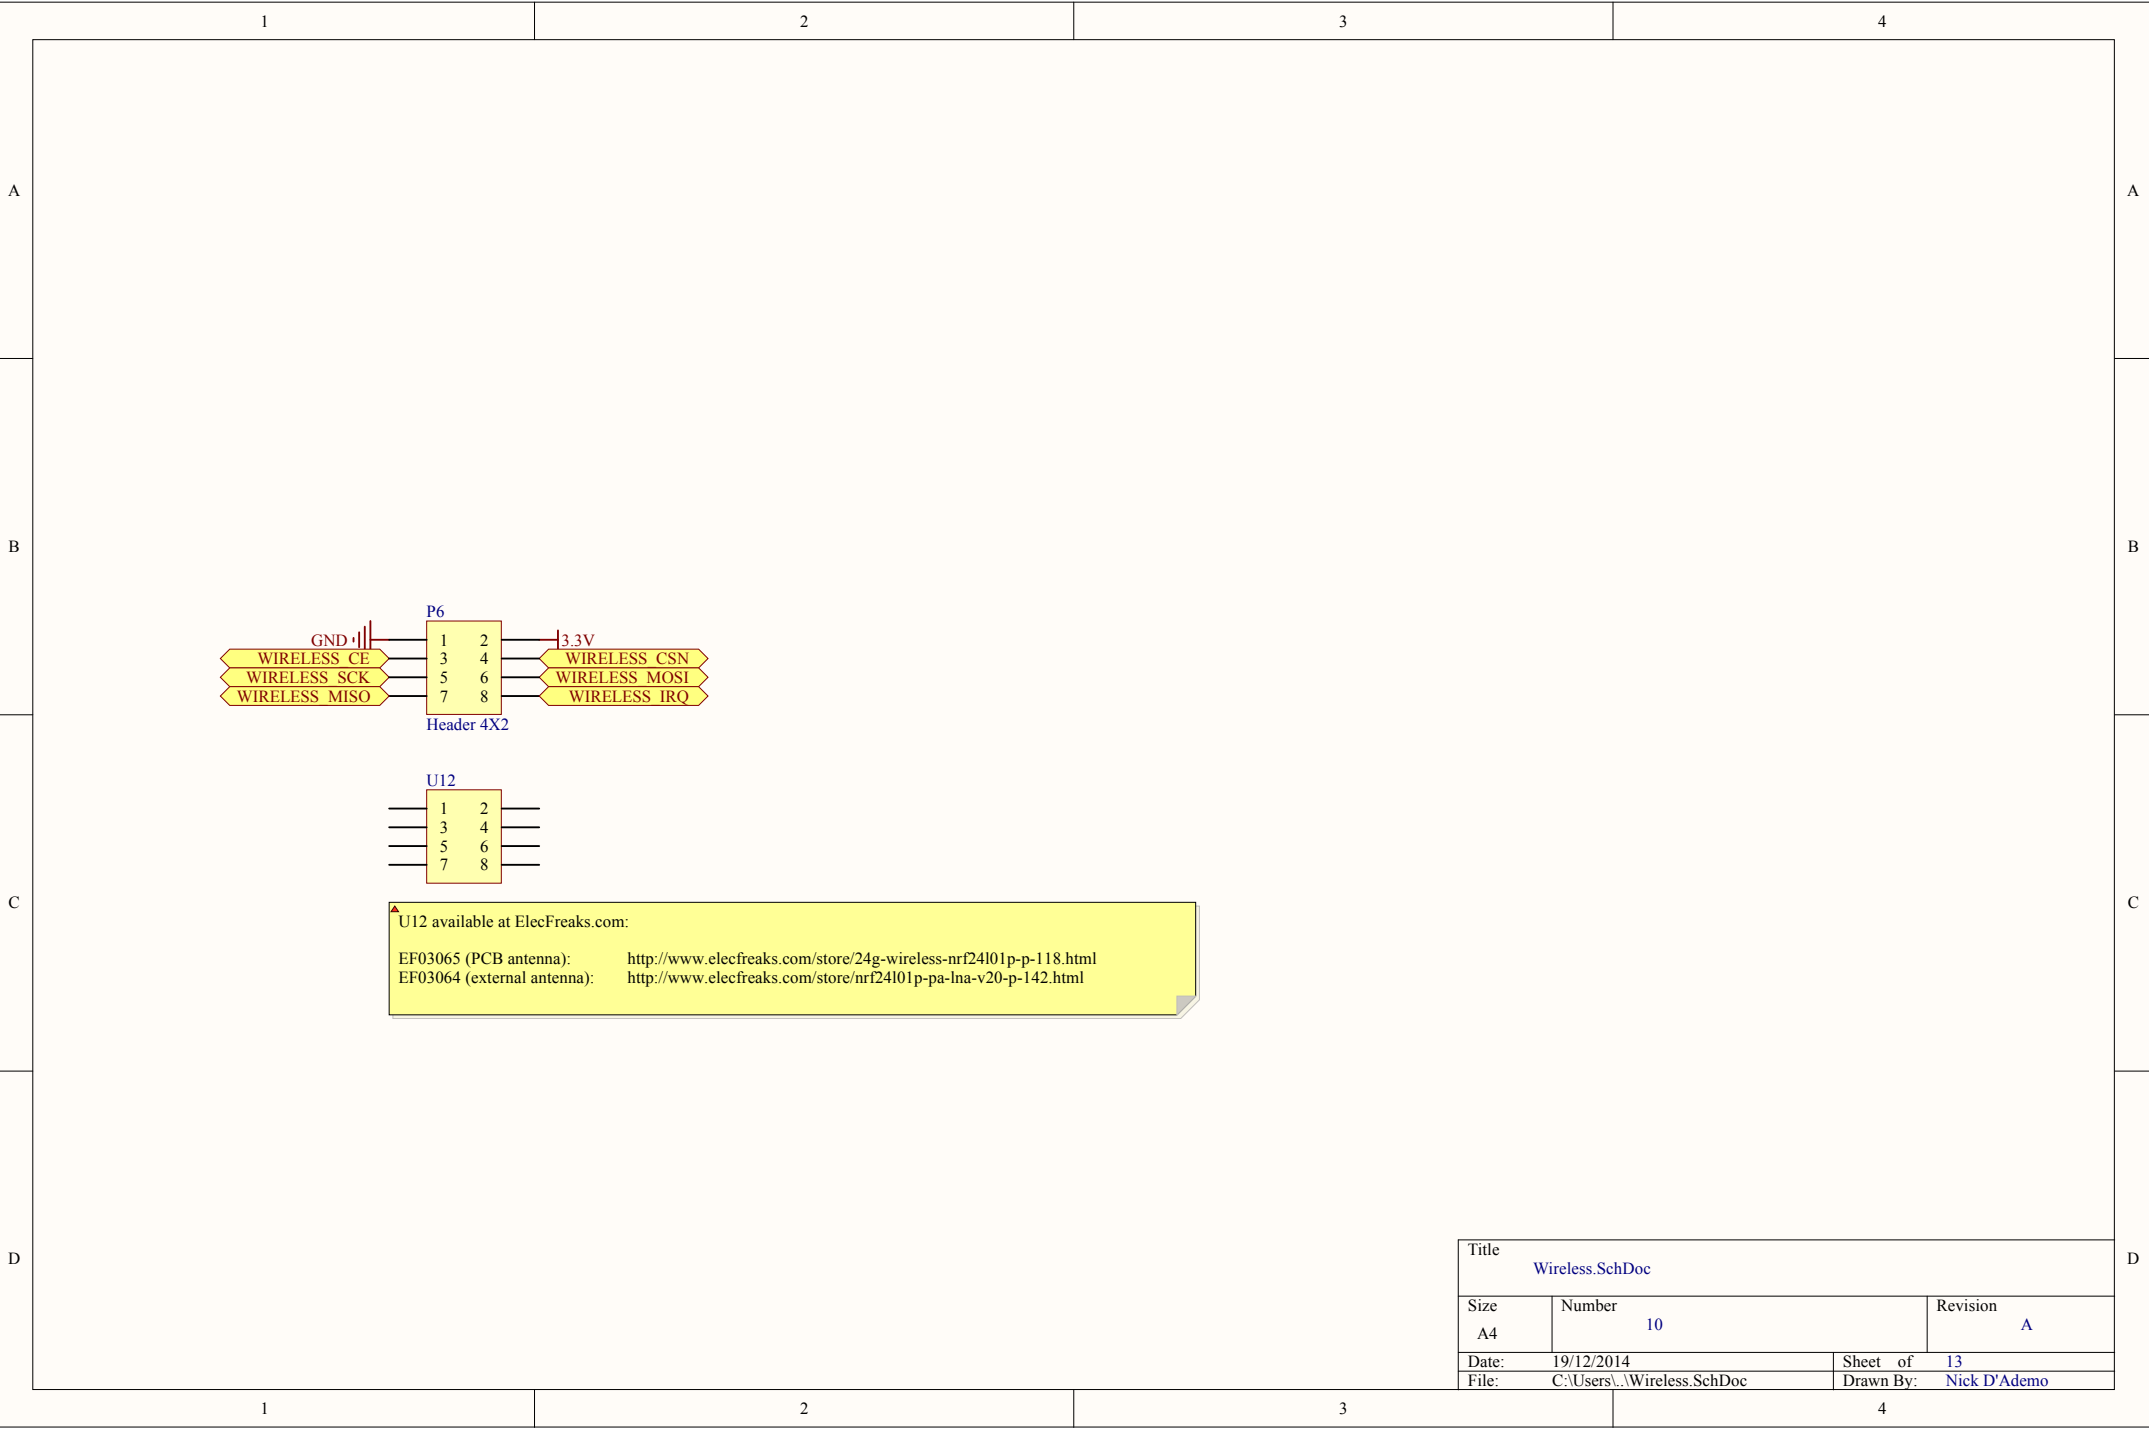 1 2 3 4
A A
B B
P6
GND 1 2 3.3V
WIRELESS_CE 3 4 WIRELESS_CSN
WIRELESS_SCK 5 6 WIRELESS_MOSI
WIRELESS_MISO 7 8 WIRELESS_IRQ
Header 4X2
U12
1 2
3 4
5 6
7 8
C C
U12 available at ElecFreaks.com:
EF03065 (PCB antenna): http://www.elecfreaks.com/store/24g-wireless-nrf24l01p-p-118.html
EF03064 (external antenna): http://www.elecfreaks.com/store/nrf24l01p-pa-lna-v20-p-142.html
D D
Title
Wireless.SchDoc
Size Number Revision
A4 10 A
Date: 19/12/2014 Sheet of 13
File: C:\Users\..\Wireless.SchDoc Drawn By: Nick D'Ademo
1 2 3 4